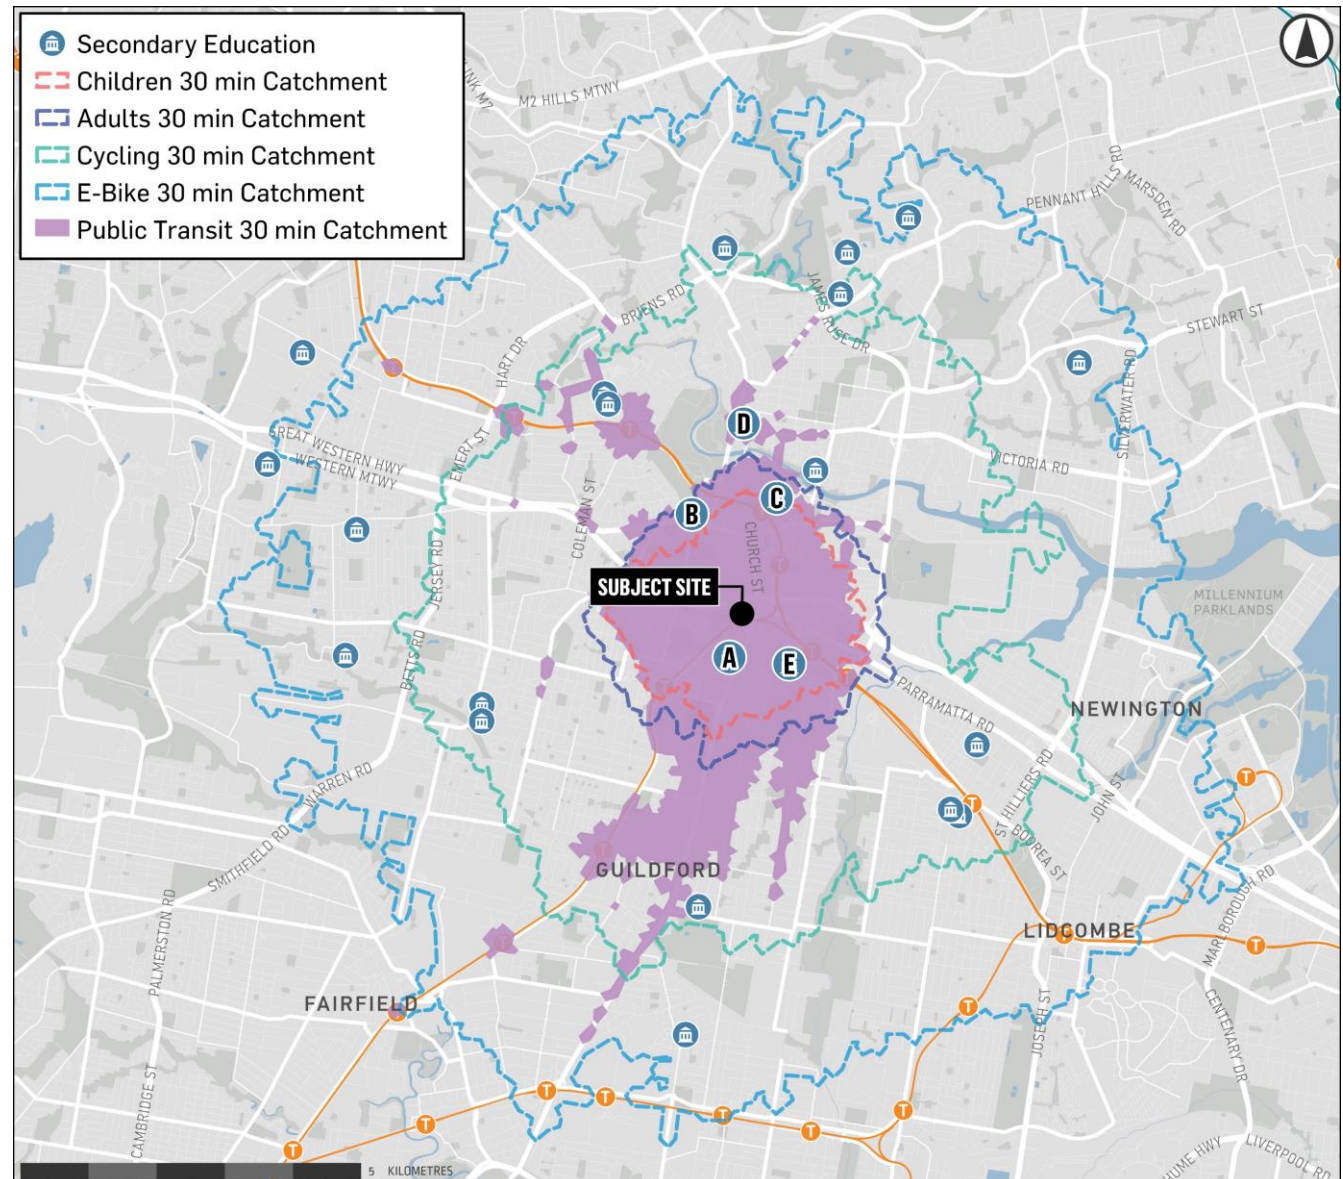 Secondary Education
Children 30 min Catchment
Adults 30 min Catchment
Cycling 30 min Catchment
E-Bike 30 min Catchment
Public Transit 30 min Catchment
M2 HILLS MTWY
PENNANT HILLS RD
MARSDEN RD
BRIENS RD
JAMES RUSE DR
STEWART ST
HART DR
SILVERWATER RD
D
GREAT WESTERN HWY
WESTERN MTWY
EMERT ST
VICTORIA RD
COLEMAN ST
B
C
CHURCH ST
JERSEY RD
SUBJECT SITE
MILLENNIUM
PARKLANDS
A
E
BETTS RD
PARRAMATTA RD
NEWINGTON
WARREN RD
ST HILLIERS RD
JOHN ST
BOOREA ST
SMITHFIELD RD
GUILDFORD
MARLBOROUGH RD
PALMERSTON RD
LIDCOMBE
FAIRFIELD
JOSEPH ST
CENTENARY DR
CAMBRIDGE ST
T
T
T
T
T
T
T
T
T
T
T
T
HUME HWY
LIVERPOOL RD
5 KILOMETRES